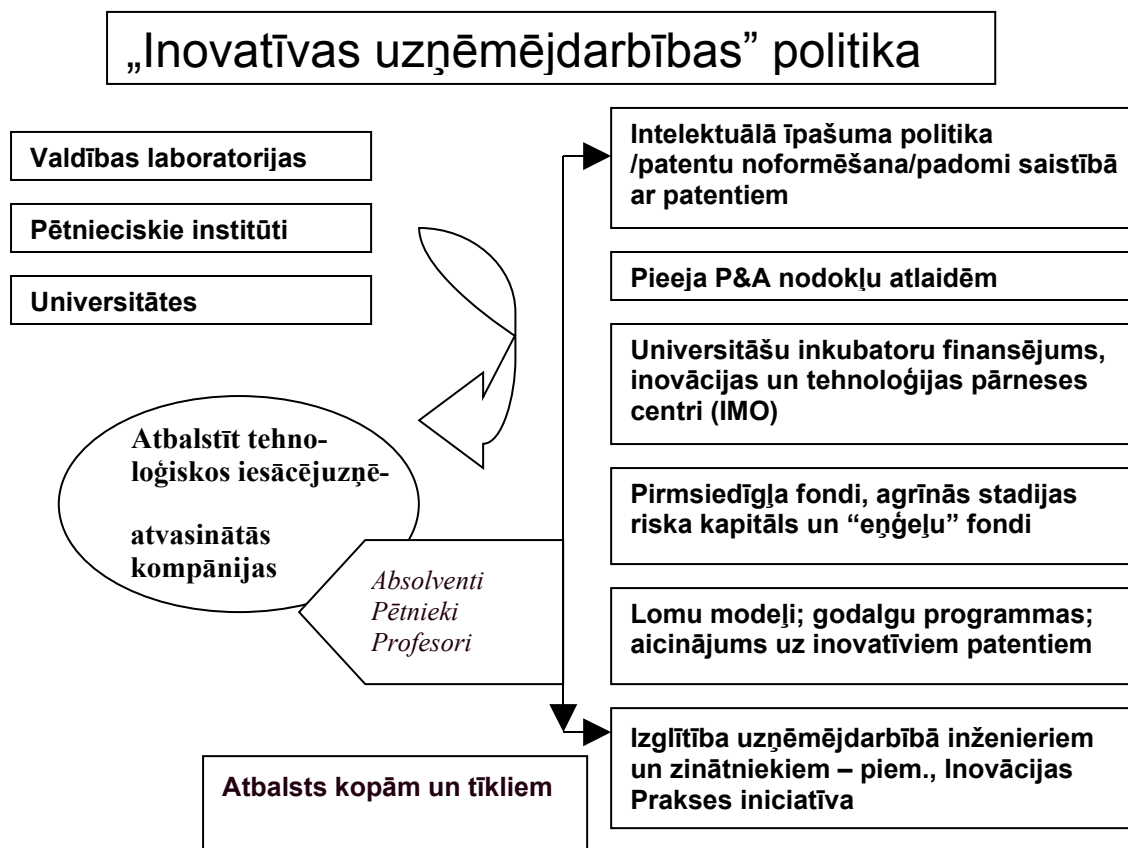 „Inovatīvas uzņēmējdarbības” politika
Valdības laboratorijas
Pētnieciskie institūti
Universitātes
Atbalstīt tehno-
loģiskos iesācējuzņē-
atvasinātās
kompānijas
Absolventi
Pētnieki
Profesori
Atbalsts kopām un tīkliem
Intelektuālā īpašuma politika
/patentu noformēšana/padomi saistībā
ar patentiem
Pieeja P&A nodokļu atlaidēm
Universitāšu inkubatoru finansējums,
inovācijas un tehnoloģijas pārneses
centri (IMO)
Pirmsiedīgļa fondi, agrīnās stadijas
riska kapitāls un “eņģeļu” fondi
Lomu modeļi; godalgu programmas;
aicinājums uz inovatīviem patentiem
Izglītība uzņēmējdarbībā inženieriem
un zinātniekiem – piem., Inovācijas
Prakses iniciatīva